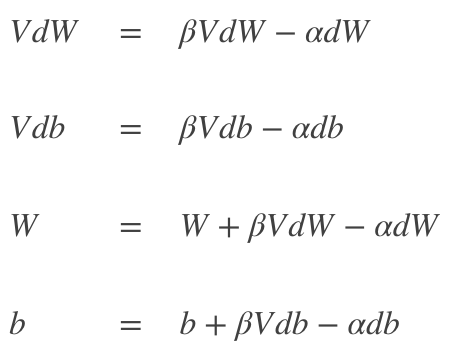 VdW = βVdW − αdW
Vdb = βVdb − αdb
W = W + βVdW − αdW
b = b + βVdb − αdb